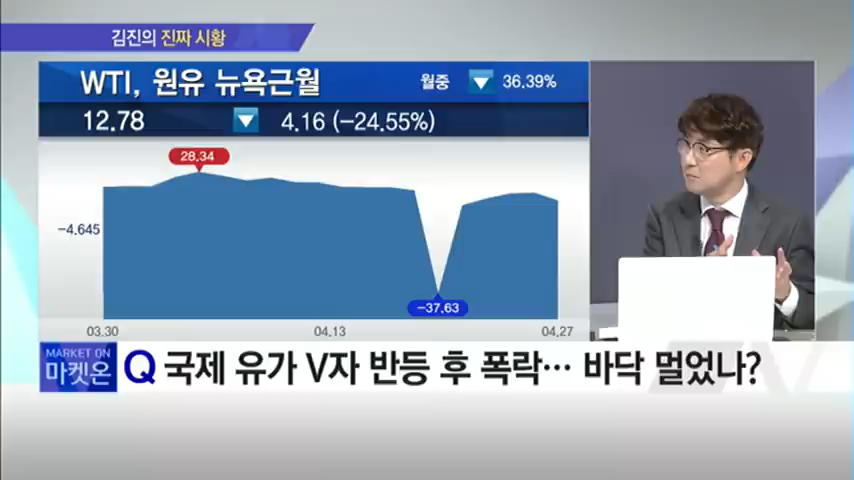 김진의 진짜 시황
WTI, 원유 뉴욕근월
월중 ▼ 36.39%
12.78 ▼ 4.16 (-24.55%)
28.34
-4.645
-37.63
03.30 04.13 04.27
MARKET ON
마켓온
Q 국제 유가 V자 반등 후 폭락… 바닥 멀었나?